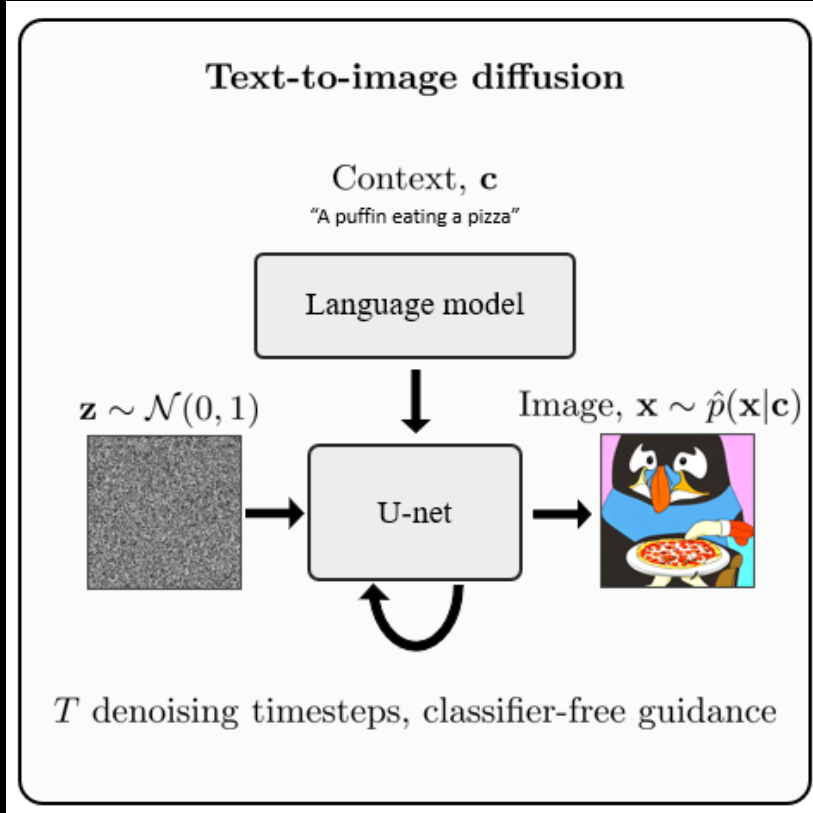 Text-to-image diffusion
Context, c
“A puffin eating a pizza”
Language model
z ∼ 𝒩(0, 1)
Image, x ∼ p̂(x|c)
U-net
T denoising timesteps, classifier-free guidance